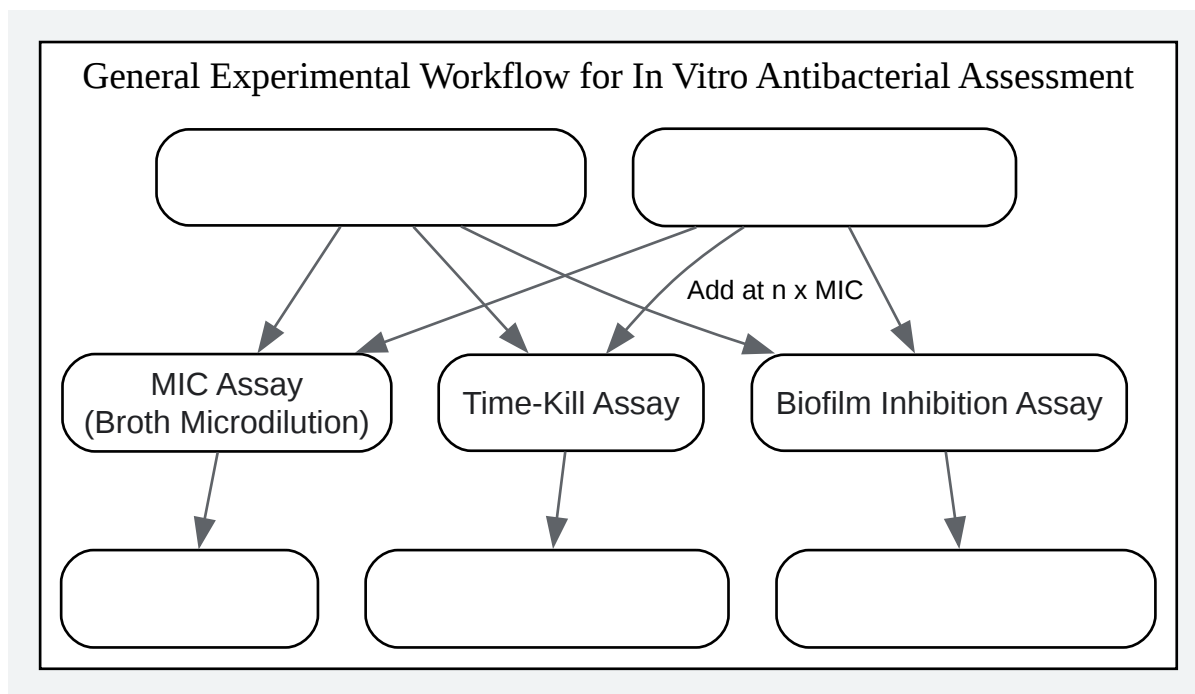 General Experimental Workflow for In Vitro Antibacterial Assessment
Add at n x MIC
MIC Assay
(Broth Microdilution)
Time-Kill Assay
Biofilm Inhibition Assay